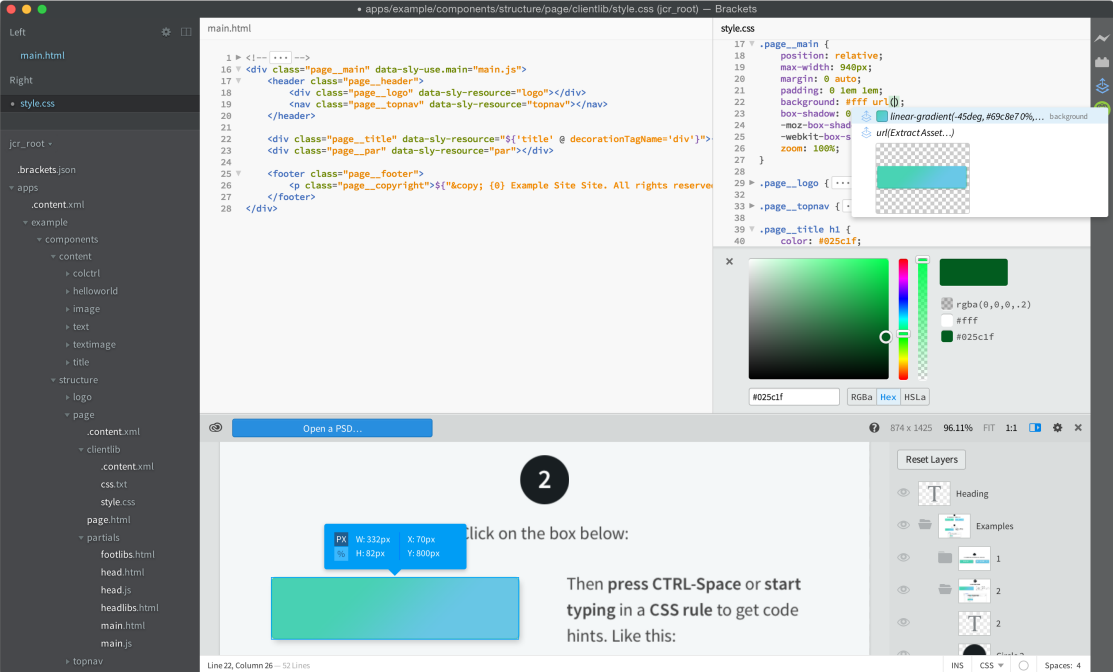 • apps/example/components/structure/page/clientlib/style.css (jcr_root) — Brackets
Left
main.html
Right
• style.css
jcr_root
.brackets.json
apps
.content.xml
example
components
content
colctrl
helloworld
image
text
textimage
title
structure
logo
page
.content.xml
clientlib
.content.xml
css.txt
style.css
page.html
partials
footlibs.html
head.html
head.js
headlibs.html
main.html
main.js
topnav
main.html
1 <!-- ... -->
16 <div class="page__main" data-sly-use.main="main.js">
17 <header class="page__header">
18 <div class="page__logo" data-sly-resource="logo"></div>
19 <nav class="page__topnav" data-sly-resource="topnav"></nav>
20 </header>
21
22 <div class="page__title" data-sly-resource="${'title' @ decorationTagName='div'}">
23 <div class="page__par" data-sly-resource="par"></div>
24
25 <footer class="page__footer">
26 <p class="page__copyright">${"&copy; {0} Example Site Site. All rights reserve
27 </footer>
28 </div>
style.css
17 .page__main {
18 position: relative;
19 max-width: 940px;
20 margin: 0 auto;
21 padding: 0 1em 1em;
22 background: #fff url();
23 box-shadow: 0
24 -moz-box-shad
25 -webkit-box-s
26 zoom: 100%;
27 }
28
29 .page__logo { ...
32
33 .page__topnav {
38
39 .page__title h1 {
40 color: #025c1f;
linear-gradient(-45deg, #69c8e7 0%,... background
url(Extract Asset…)
rgba(0,0,0,.2)
#fff
#025c1f
#025c1f
RGBa Hex HSLa
Open a PSD…
? 874 x 1425 96.11% FIT 1:1
2
Click on the box below:
PX W: 332px X: 70px
% H: 82px Y: 800px
Then press CTRL-Space or start
typing in a CSS rule to get code
hints. Like this:
Reset Layers
T Heading
Examples
1
2
T 2
Circle 2
Line 22, Column 26 — 52 Lines
INS CSS Spaces: 4